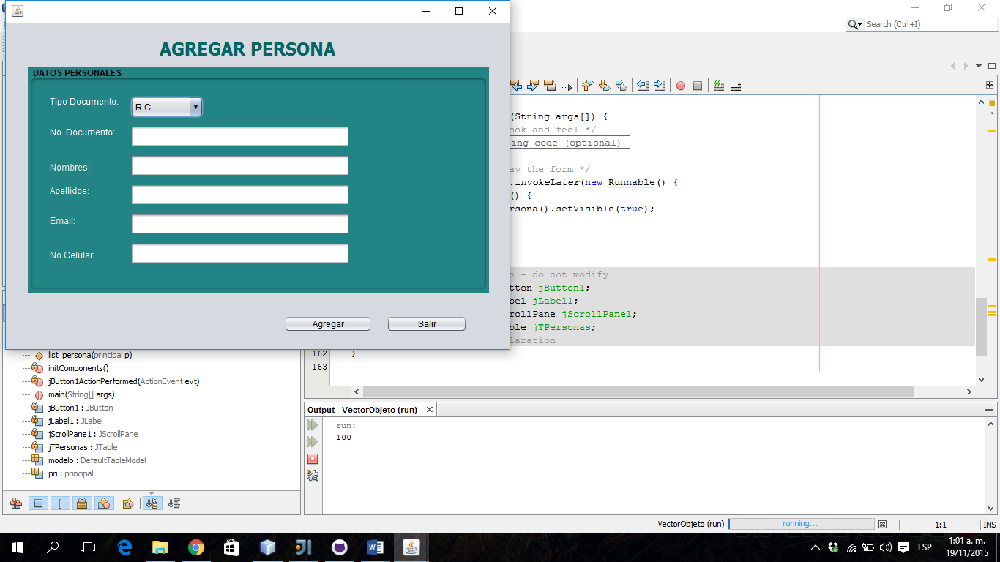 Search (Ctrl+I)
AGREGAR PERSONA
DATOS PERSONALES
Tipo Documento:
R.C.
No. Documento:
Nombres:
Apellidos:
Email:
No Celular:
Agregar
Salir
(String args[]) {
ook and feel */
ing code (optional)
ay the form */
.invokeLater(new Runnable() {
() {
rsona().setVisible(true);
n - do not modify
tton jButton1;
bel jLabel1;
rollPane jScrollPane1;
ble jTPersonas;
laration
162 }
163
list_persona(principal p)
initComponents()
jButton1ActionPerformed(ActionEvent evt)
main(String[] args)
jButton1 : JButton
jLabel1 : JLabel
jScrollPane1 : JScrollPane
jTPersonas : JTable
modelo : DefaultTableModel
pri : principal
Output - VectorObjeto (run)
run:
100
VectorObjeto (run)
running...
1:1
INS
ESP
1:01 a. m.
19/11/2015